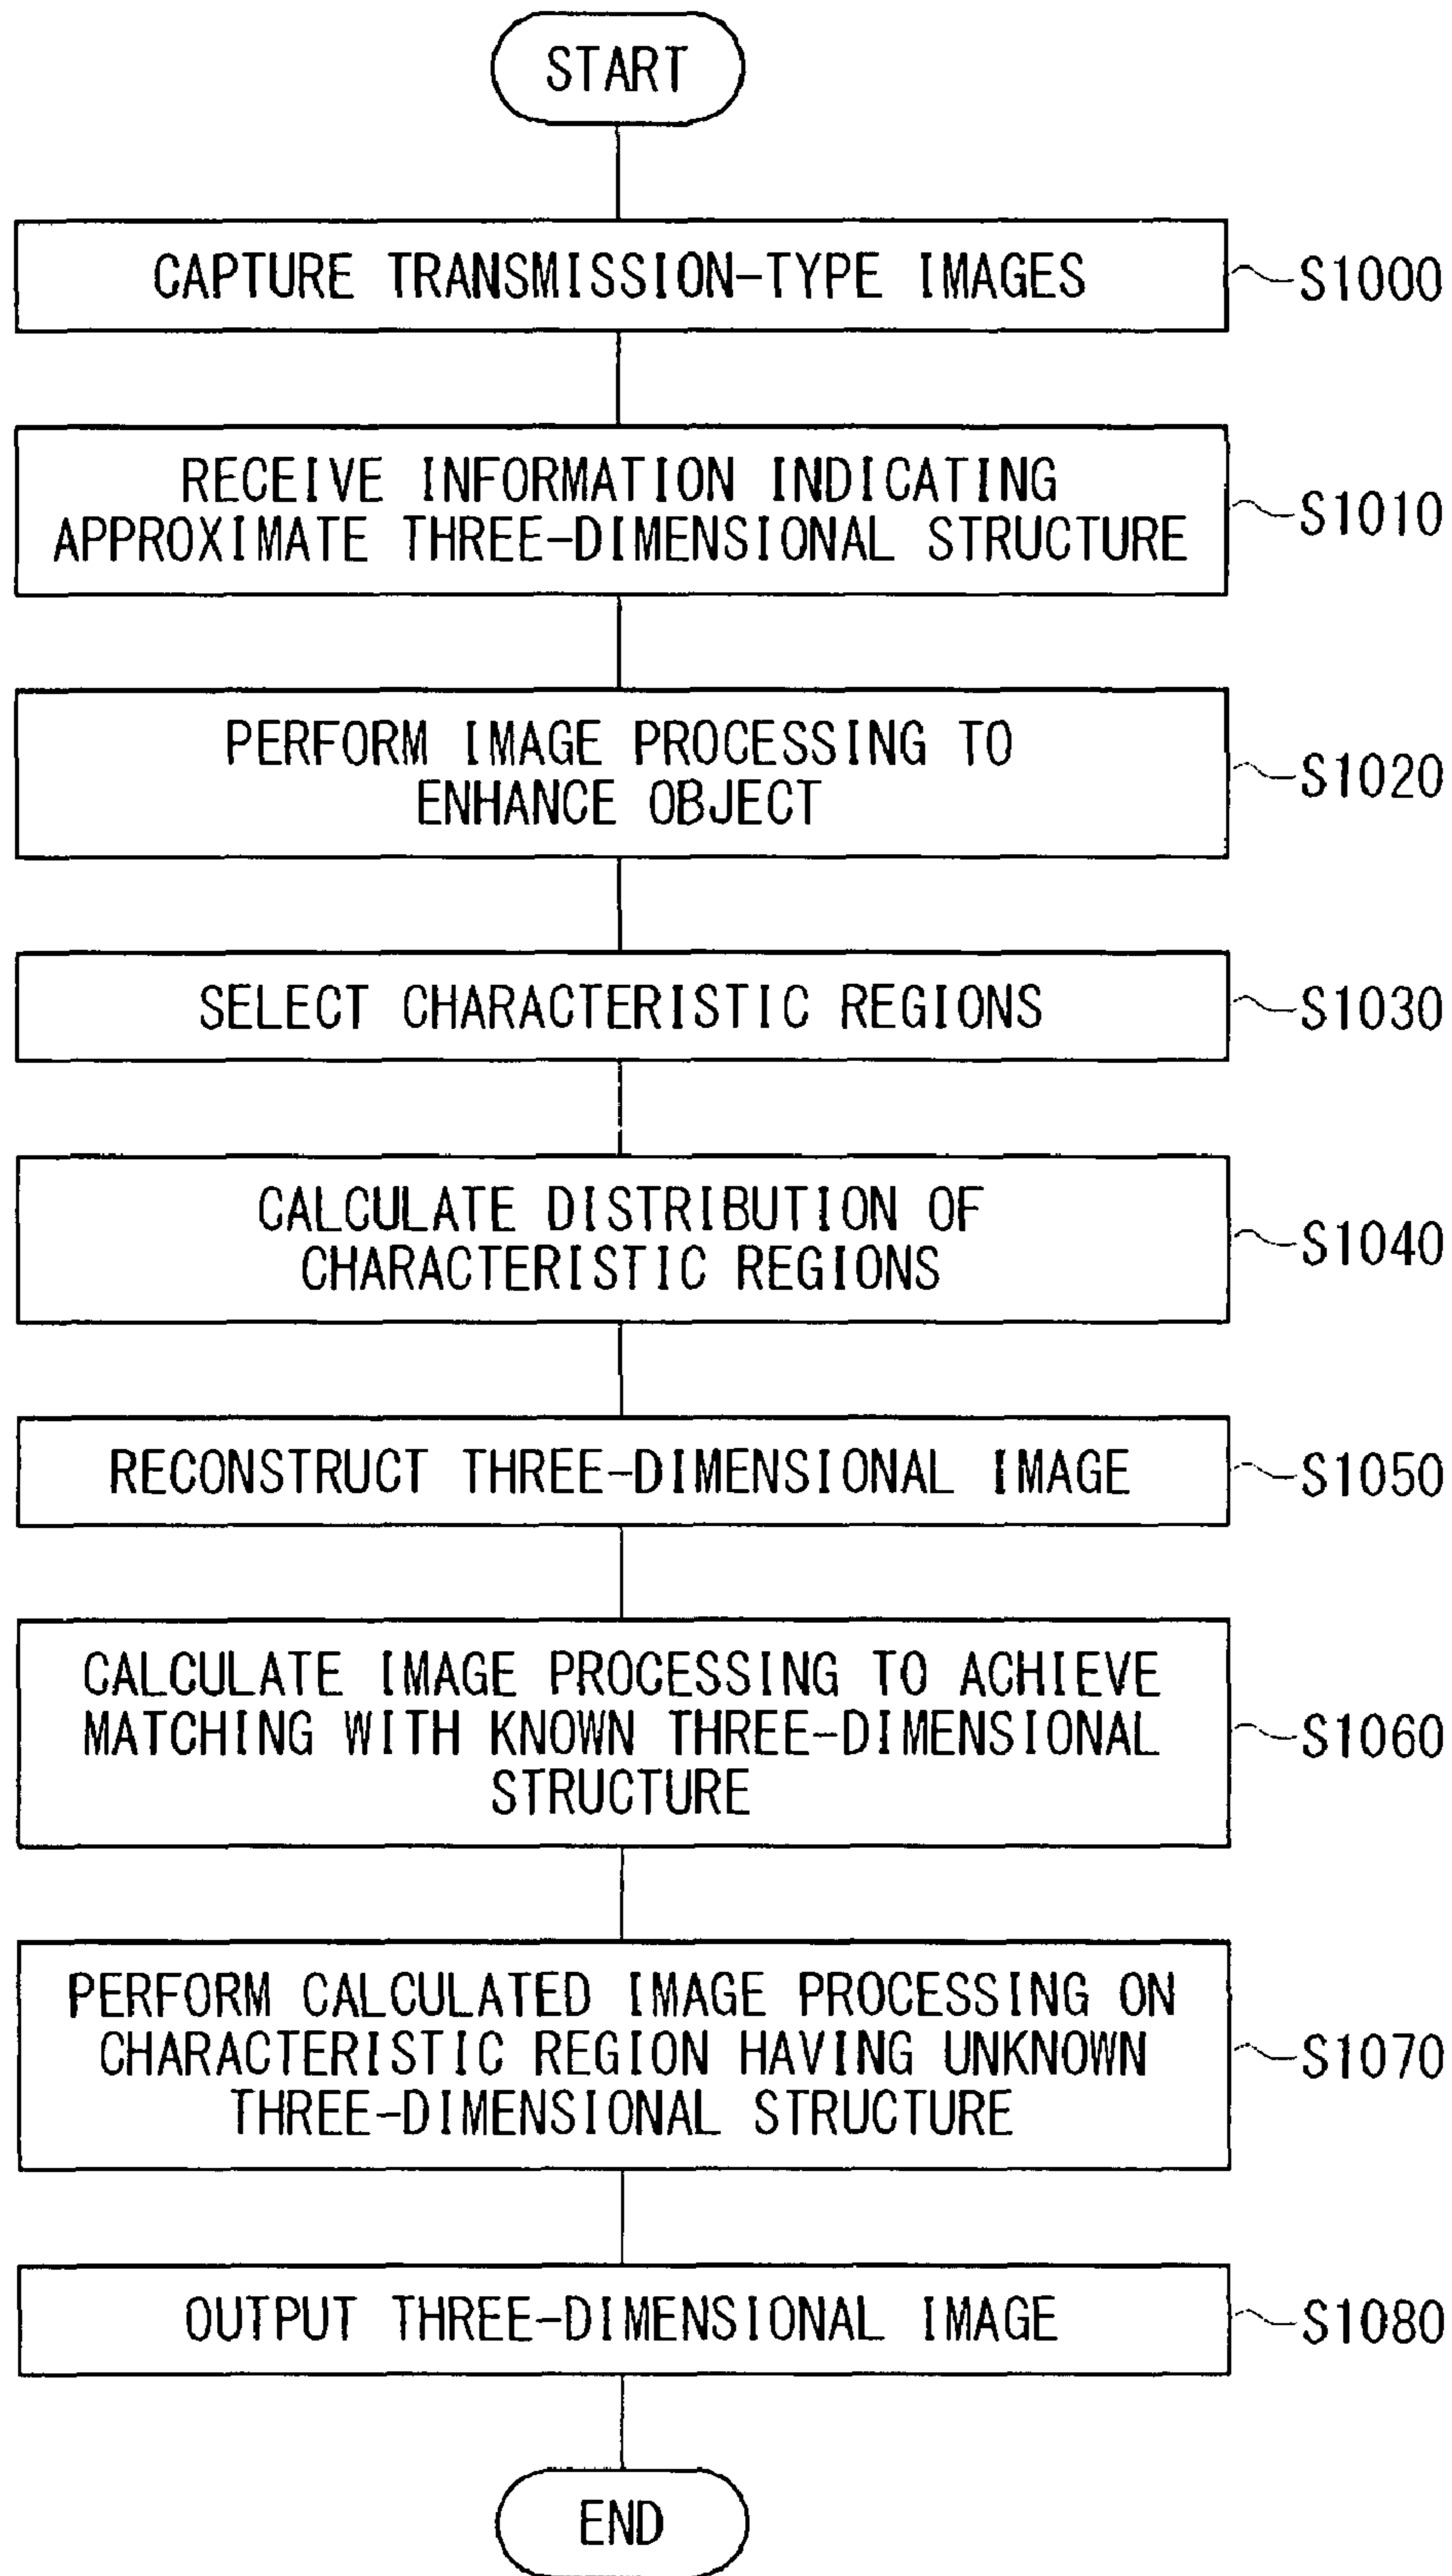 START
CAPTURE TRANSMISSION-TYPE IMAGES
S1000
RECEIVE INFORMATION INDICATING
APPROXIMATE THREE-DIMENSIONAL STRUCTURE
S1010
PERFORM IMAGE PROCESSING TO
ENHANCE OBJECT
S1020
SELECT CHARACTERISTIC REGIONS
S1030
CALCULATE DISTRIBUTION OF
CHARACTERISTIC REGIONS
S1040
RECONSTRUCT THREE-DIMENSIONAL IMAGE
S1050
CALCULATE IMAGE PROCESSING TO ACHIEVE
MATCHING WITH KNOWN THREE-DIMENSIONAL
STRUCTURE
S1060
PERFORM CALCULATED IMAGE PROCESSING ON
CHARACTERISTIC REGION HAVING UNKNOWN
THREE-DIMENSIONAL STRUCTURE
S1070
OUTPUT THREE-DIMENSIONAL IMAGE
S1080
END